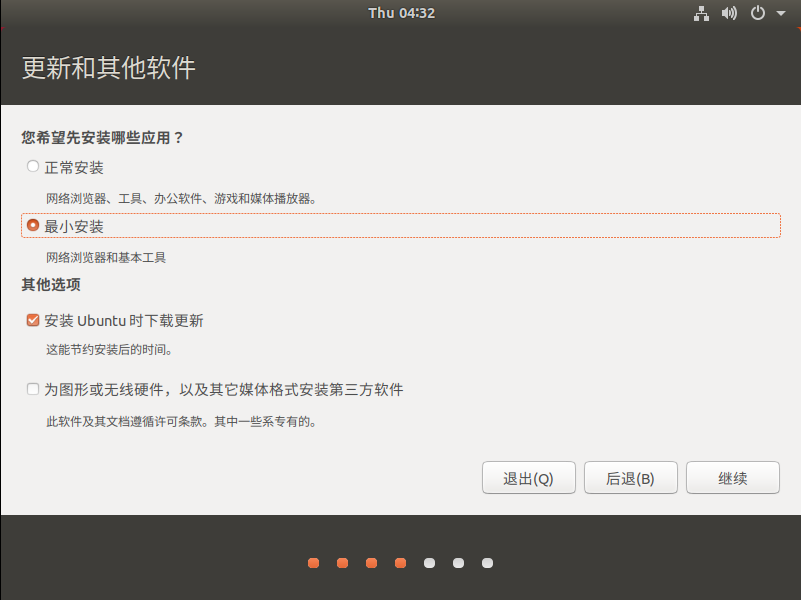 Thu 04:32
更新和其他软件
您希望先安装哪些应用？
正常安装
网络浏览器、工具、办公软件、游戏和媒体播放器。
最小安装
网络浏览器和基本工具
其他选项
安装 Ubuntu 时下载更新
这能节约安装后的时间。
为图形或无线硬件，以及其它媒体格式安装第三方软件
此软件及其文档遵循许可条款。其中一些系专有的。
退出(Q) 后退(B) 继续